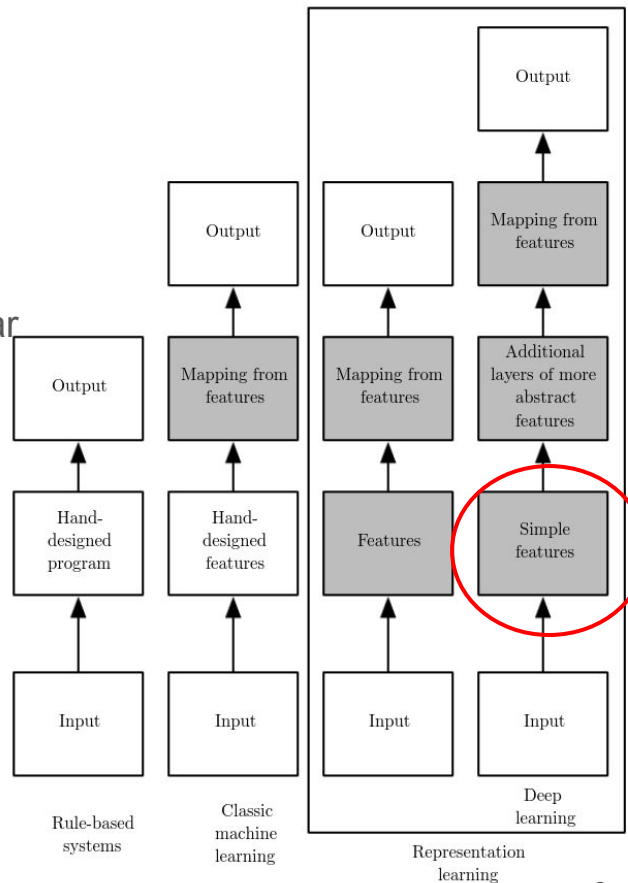 Output
Output
Output
Mapping from
features
ar
Output
Mapping from
features
Mapping from
features
Additional
layers of more
abstract
features
Hand-
designed
program
Hand-
designed
features
Features
Simple
features
Input
Input
Input
Input
Rule-based
systems
Classic
machine
learning
Representation
learning
Deep
learning